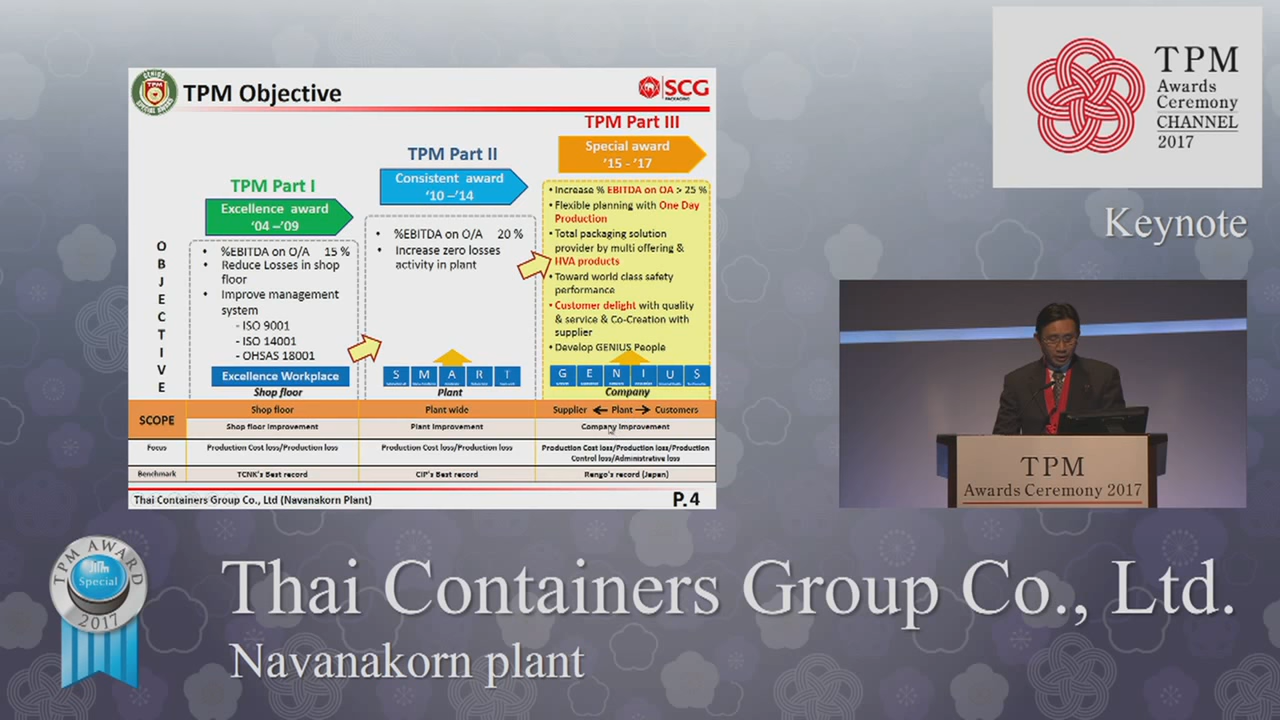 TPM
Awards
Ceremony
CHANNEL
2017
Keynote
GENIUS
TPM
SPECIAL AWARD
TPM Objective
SCG
PACKAGING
TPM Part I
Excellence award
'04 –'09
TPM Part II
Consistent award
'10 –'14
TPM Part III
Special award
'15 - '17
OBJECTIVE
• %EBITDA on O/A 15 %
• Reduce Losses in shop
floor
• Improve management
system
- ISO 9001
- ISO 14001
- OHSAS 18001
Excellence Workplace
Shop floor
• %EBITDA on O/A 20 %
• Increase zero losses
activity in plant
S M A R T
Plant
• Increase % EBITDA on OA > 25 %
• Flexible planning with One Day
Production
• Total packaging solution
provider by multi offering &
HVA products
• Toward world class safety
performance
• Customer delight with quality
& service & Co-Creation with
supplier
• Develop GENIUS People
G E N I U S
Company
SCOPE
Shop floor
Plant wide
Supplier ← Plant → Customers
Shop floor Improvement
Plant Improvement
Company Improvement
Focus
Production Cost loss/Production loss
Production Cost loss/Production loss
Production Cost loss/Production loss/Production
Control loss/Administrative loss
Benchmark
TCNK's Best record
CIP's Best record
Rengo's record (Japan)
Thai Containers Group Co., Ltd (Navanakorn Plant)
P.4
TPM
Awards Ceremony 2017
TPM AWARD
JIPM
Special
2017
Thai Containers Group Co., Ltd.
Navanakorn plant